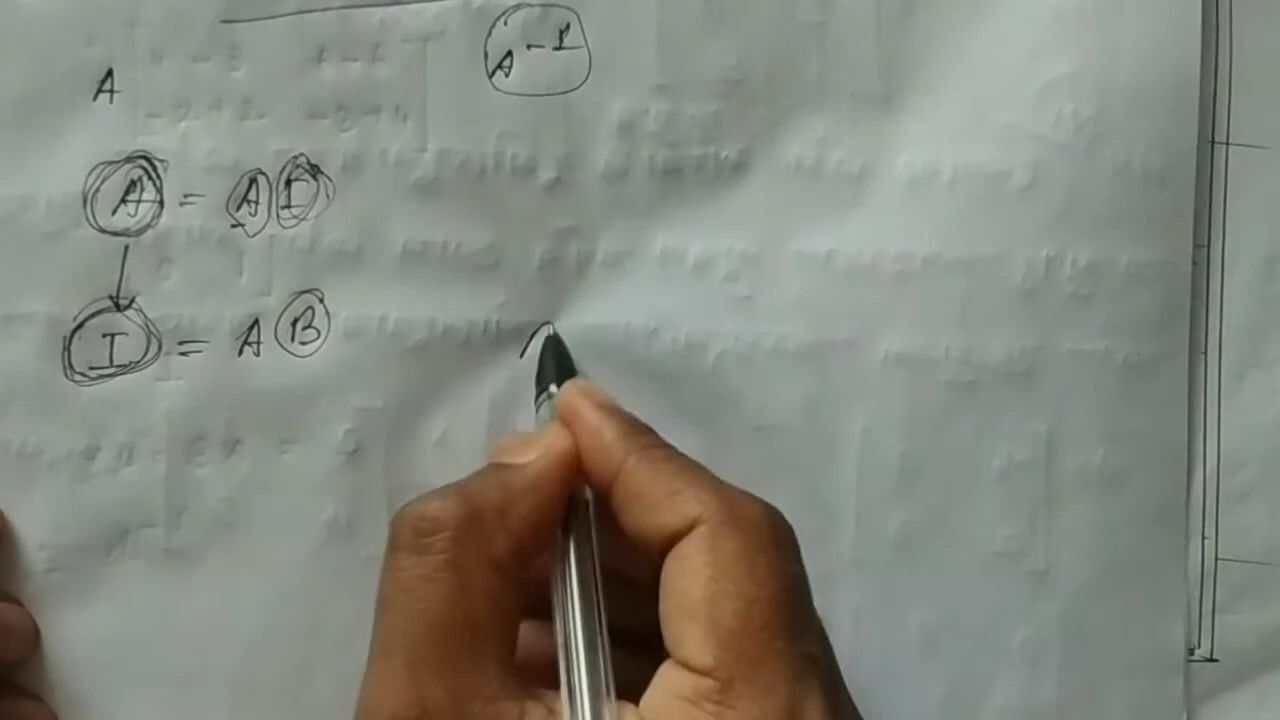 A⁻¹
A
A = A I
I = A B